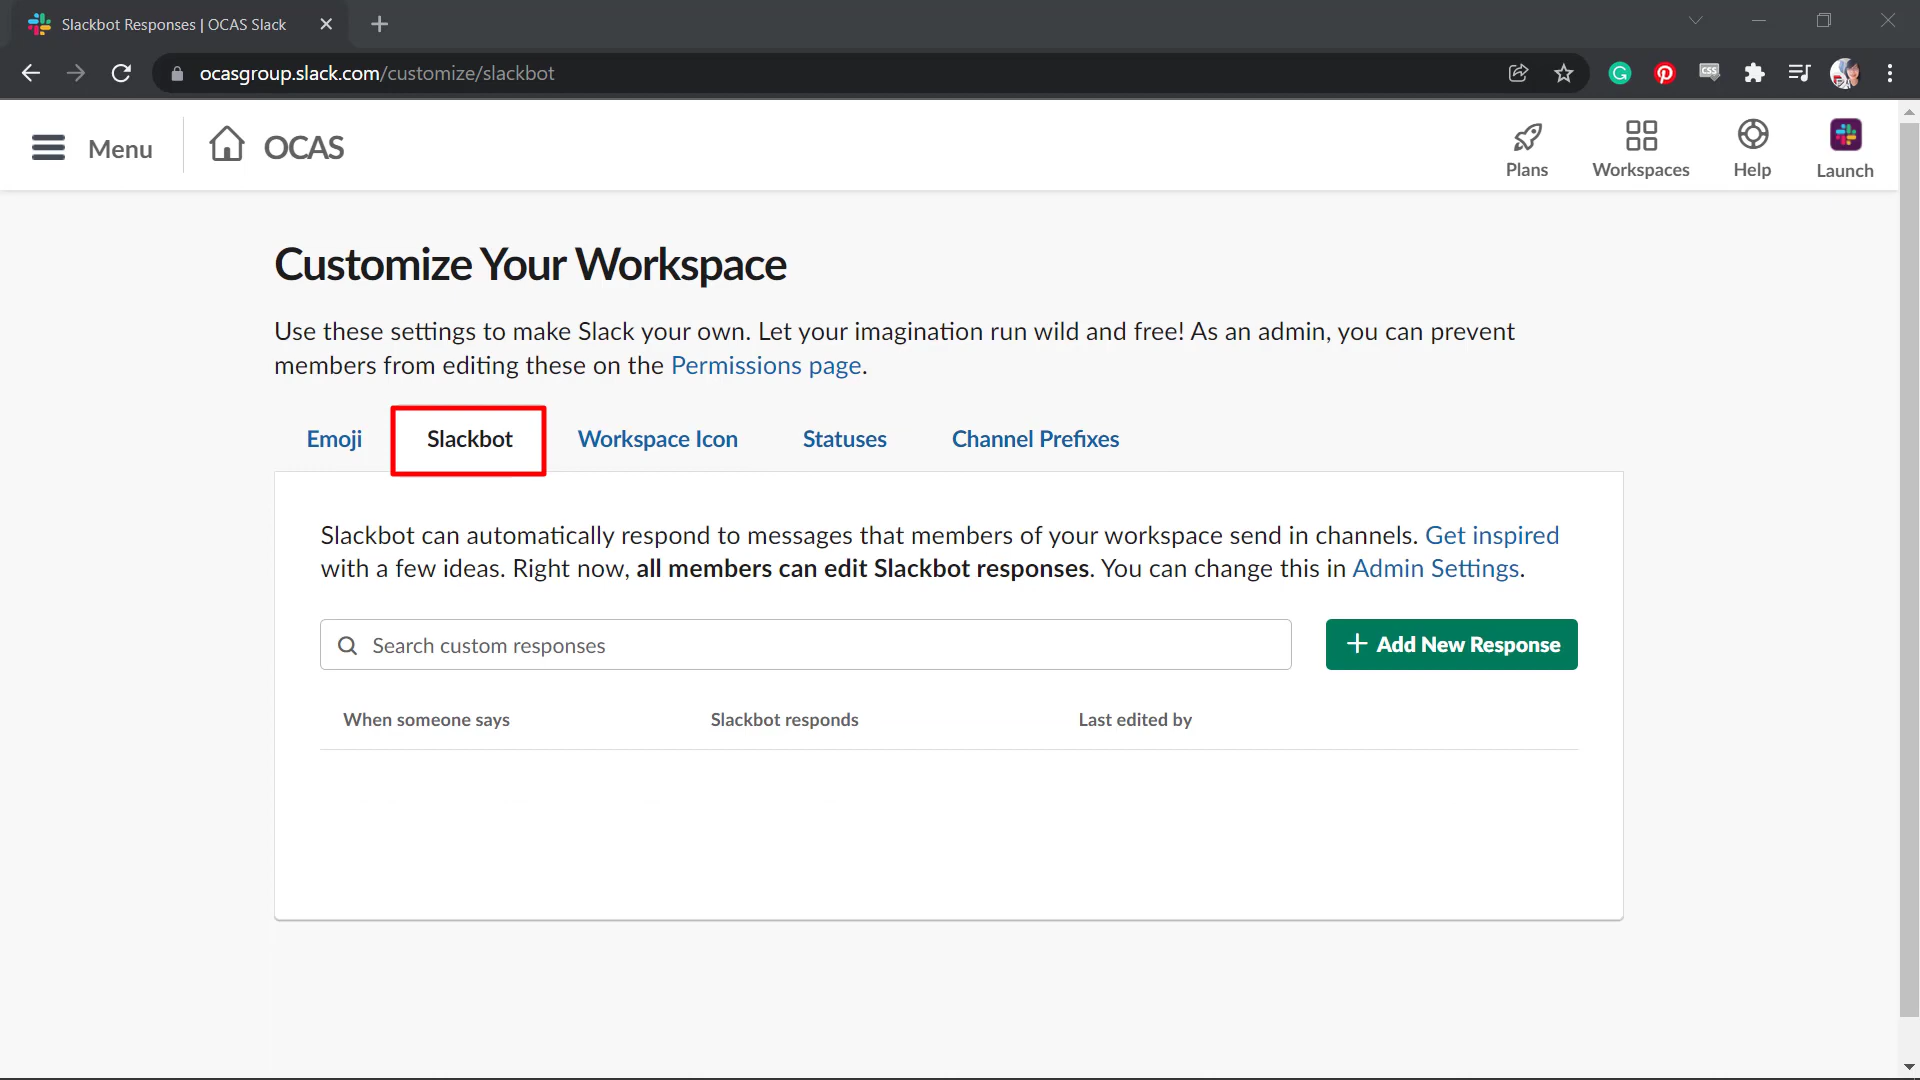 Slackbot Responses | OCAS Slack
ocasgroup.slack.com/customize/slackbot
Menu
OCAS
Plans
Workspaces
Help
Launch
Customize Your Workspace
Use these settings to make Slack your own. Let your imagination run wild and free! As an admin, you can prevent
members from editing these on the Permissions page.
Emoji
Slackbot
Workspace Icon
Statuses
Channel Prefixes
Slackbot can automatically respond to messages that members of your workspace send in channels. Get inspired
with a few ideas. Right now, all members can edit Slackbot responses. You can change this in Admin Settings.
Search custom responses
Add New Response
When someone says
Slackbot responds
Last edited by